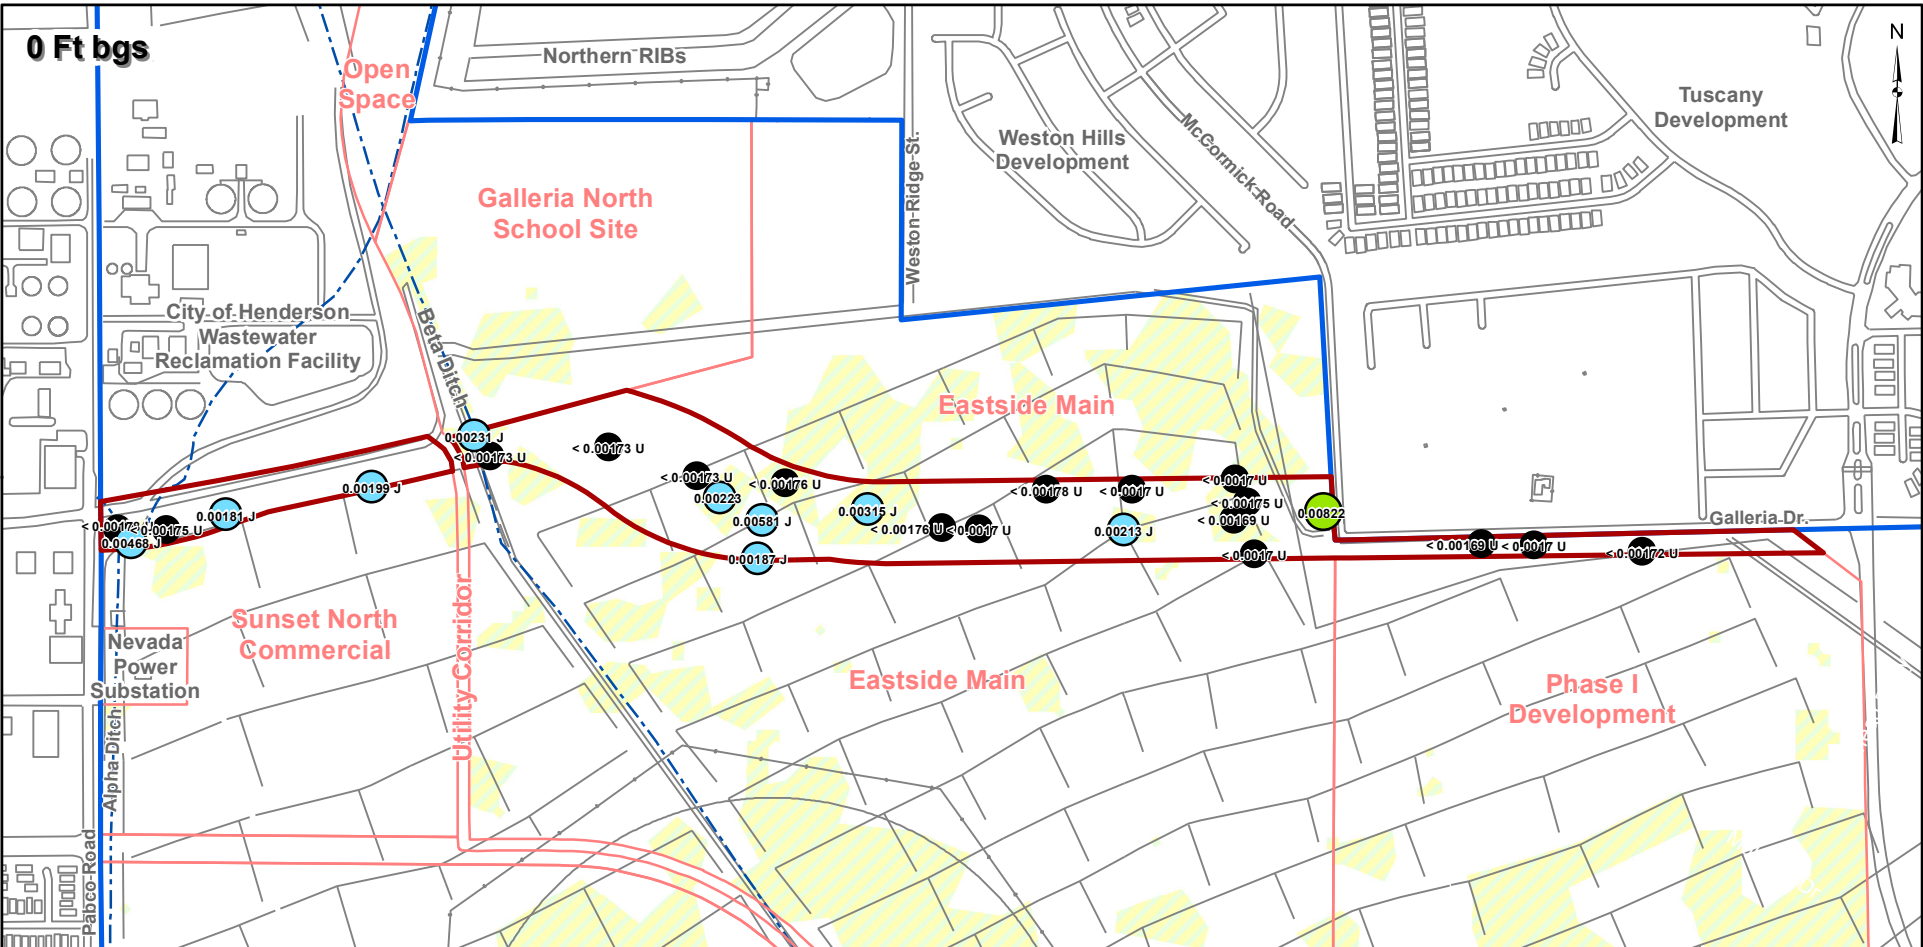 0 Ft bgs
N
Northern RIBs
Open
Space
Tuscany
Development
Weston Hills
Development
McCormick Road
Weston Ridge St.
Galleria North
School Site
City of Henderson
Wastewater
Reclamation Facility
Beta Ditch
Eastside Main
0.00231 J
< 0.00173 U
< 0.00173 U
< 0.00173 U
0.00223
< 0.00176 U
0.00581 J
0.00315 J
0.00187 J
< 0.00176 U
< 0.0017 U
< 0.00178 U
< 0.0017 U
0.00213 J
< 0.0017 U
< 0.00175 U
< 0.00169 U
< 0.0017 U
0.00822
0.00199 J
0.00181 J
< 0.00175 U
0.00468 J
Galleria Dr.
< 0.00169 U
< 0.0017 U
< 0.00172 U
Sunset North
Commercial
Utility Corridor
Nevada
Power
Substation
Eastside Main
Phase I
Development
Alpha Ditch
Pabco Road